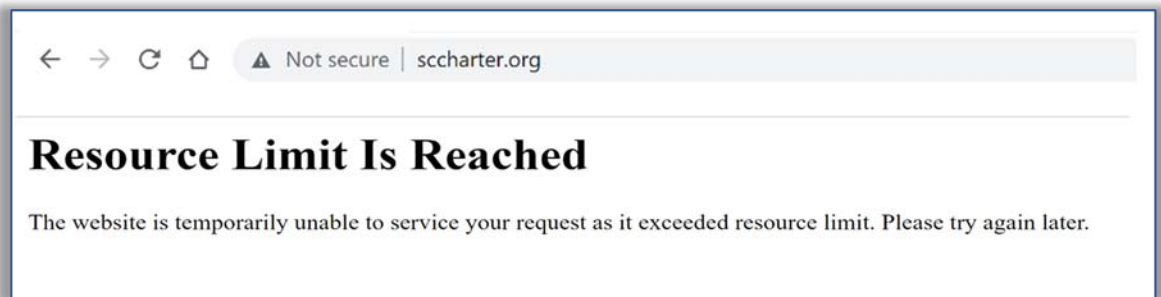 Not secure | sccharter.org
Resource Limit Is Reached
The website is temporarily unable to service your request as it exceeded resource limit. Please try again later.